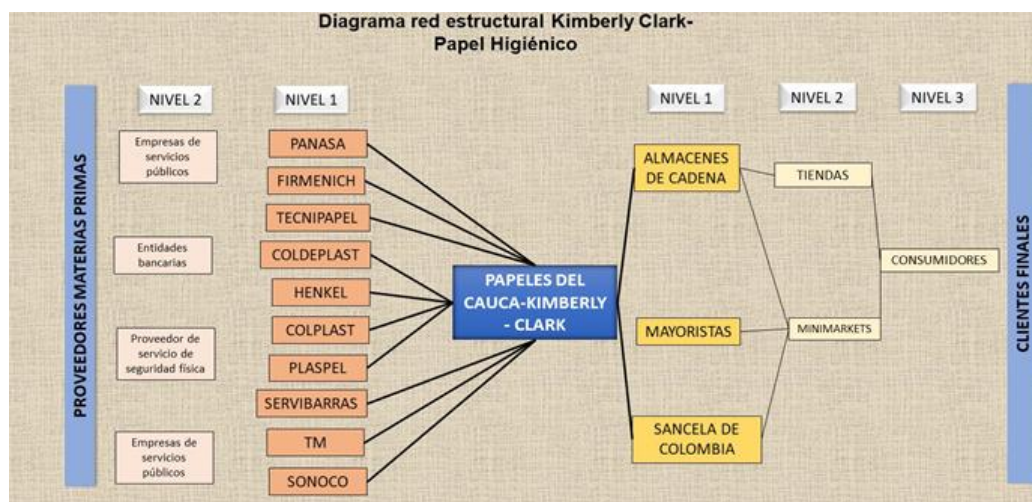 Diagrama red estructural Kimberly Clark-
Papel Higiénico
PROVEEDORES MATERIAS PRIMAS
NIVEL 2
Empresas de
servicios
públicos
Entidades
bancarias
Proveedor de
servicio de
seguridad física
Empresas de
servicios
públicos
NIVEL 1
PANASA
FIRMENICH
TECNIPAPEL
COLDEPLAST
HENKEL
COLPLAST
PLASPEL
SERVIBARRAS
TM
SONOCO
PAPELES DEL
CAUCA-KIMBERLY
- CLARK
NIVEL 1
ALMACENES
DE CADENA
MAYORISTAS
SANCELA DE
COLOMBIA
NIVEL 2
TIENDAS
MINIMARKETS
NIVEL 3
CONSUMIDORES
CLIENTES FINALES